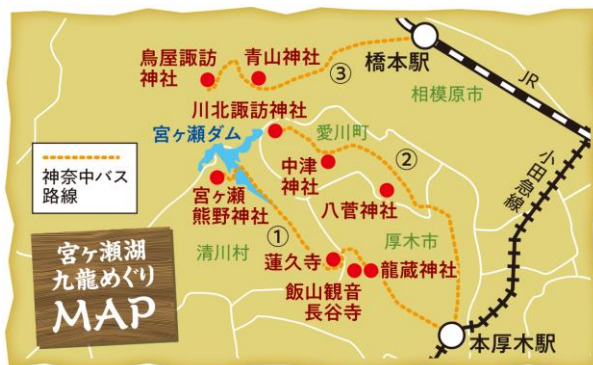 鳥屋諏訪
神社
青山神社
③
橋本駅
JR
相模原市
川北諏訪神社
宮ヶ瀬ダム
愛川町
小田急線
神奈中バス
路線
中津
神社
②
宮ヶ瀬
熊野神社
八菅神社
①
厚木市
清川村
蓮久寺
龍蔵神社
飯山観音
長谷寺
本厚木駅
宮ヶ瀬湖
九龍めぐり
MAP